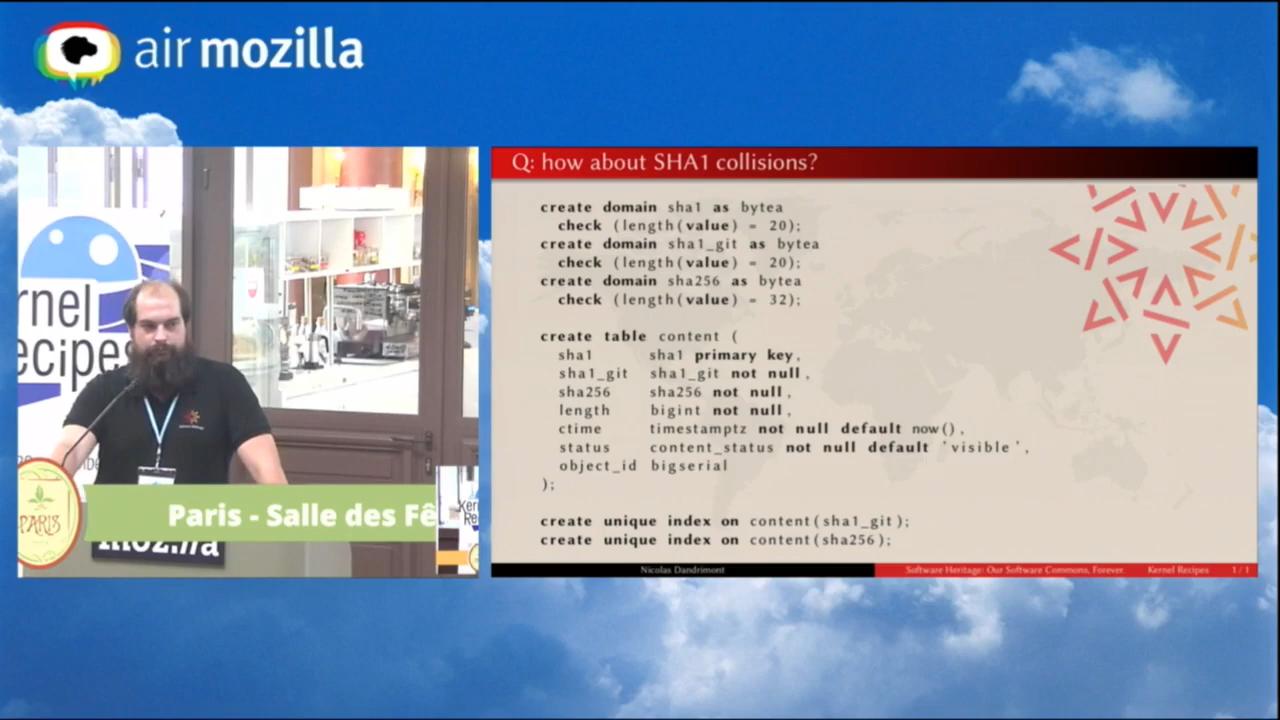 air mozilla
rnel
ecipes
PARIS
Paris - Salle des Fê
Q: how about SHA1 collisions?
create domain sha1 as bytea
check (length(value) = 20);
create domain sha1_git as bytea
check (length(value) = 20);
create domain sha256 as bytea
check (length(value) = 32);
create table content (
sha1 sha1 primary key,
sha1_git sha1_git not null,
sha256 sha256 not null,
length bigint not null,
ctime timestamptz not null default now(),
status content_status not null default 'visible',
object_id bigserial
);
create unique index on content(sha1_git);
create unique index on content(sha256);
Nicolas Dandrimont
Software Heritage: Our Software Commons, Forever.
Kernel Recipes
1 / 1